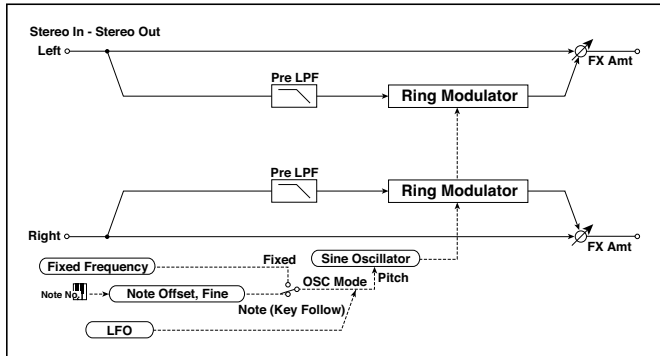 Stereo In - Stereo Out
Left
FX Amt
Pre LPF
Ring Modulator
Pre LPF
Ring Modulator
Right
FX Amt
Fixed Frequency
Fixed
Sine Oscillator
OSC Mode
Pitch
Note No.
Note Offset, Fine
Note (Key Follow)
LFO